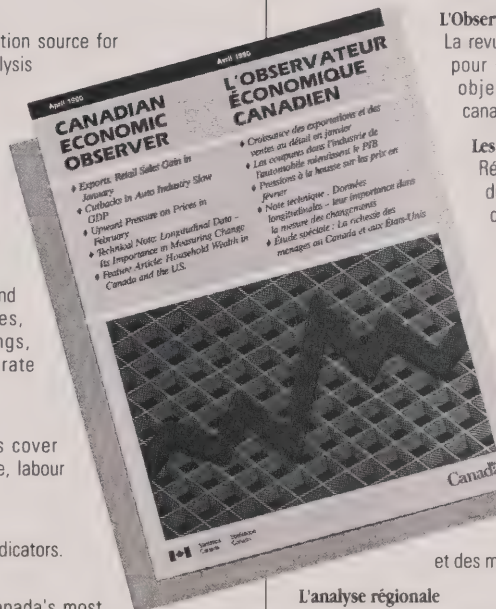 tion source for
lysis
nd
es,
ngs,
rate
s cover
e, labour
dicators.
nada's most
April 1990
CANADIAN
ECONOMIC
OBSERVER
♦ Exports, Retail Sales Gain in
January
♦ Cutbacks in Auto Industry Slow
GDP
♦ Upward Pressure on Prices in
February
♦ Technical Note: Longitudinal Data -
Its Importance in Measuring Change
♦ Feature Article: Household Wealth in
Canada and the U.S.
Avril 1990
L'OBSERVATEUR
ÉCONOMIQUE
CANADIEN
♦ Croissance des exportations et des
ventes au détail en janvier
♦ Les coupures dans l'industrie de
l'automobile ralentissent le PIB
♦ Pressions à la hausse sur les prix en
février
♦ Note technique - Données
longitudinales - leur importance dans
la mesure des changements
♦ Étude spéciale : La richesse des
ménages au Canada et aux États-Unis
Statistics Canada
Statistique Canada
Canada
L'Obser
La revu
pour
obje
cana
Les
Ré
d
et des m
L'analyse régionale